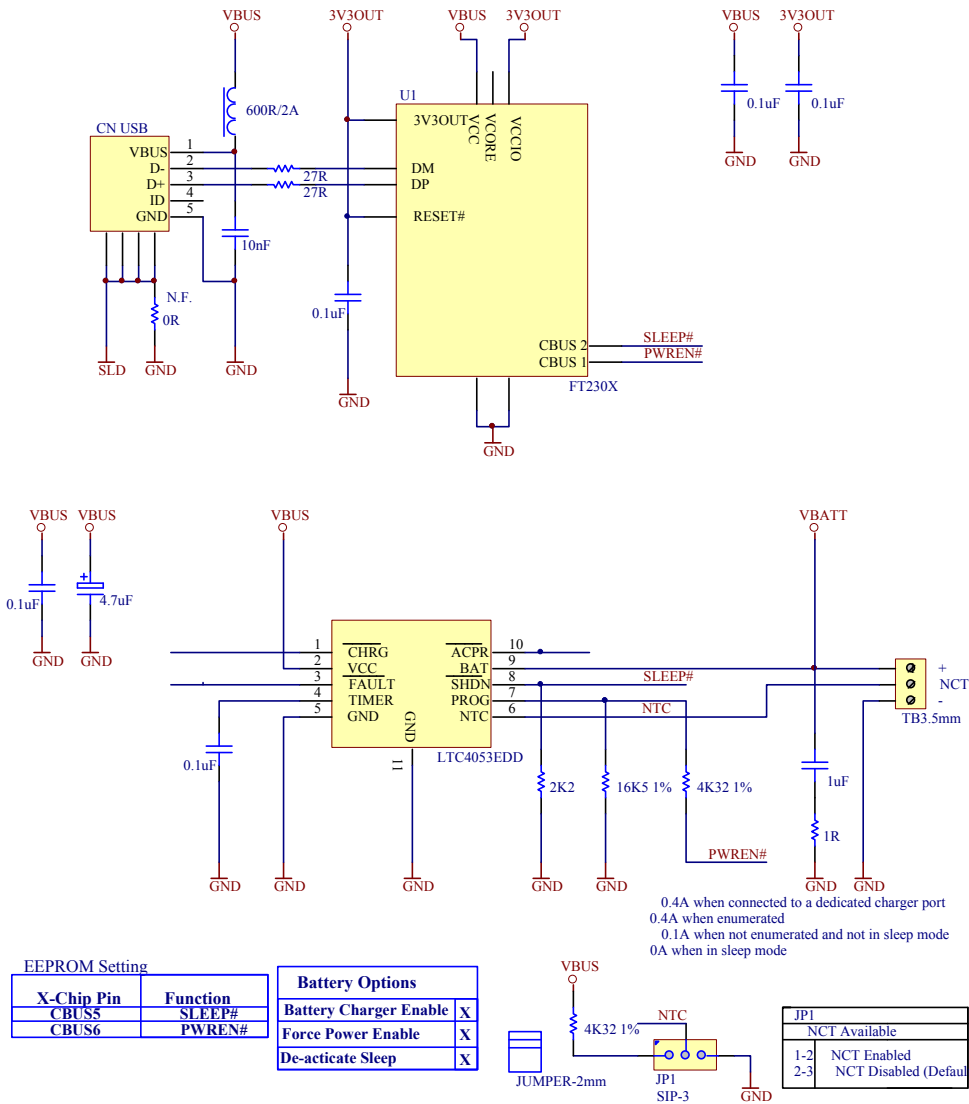 VBUS
3V3OUT
VBUS
3V3OUT
VBUS
3V3OUT
600R/2A
U1
0.1uF
0.1uF
GND
GND
CN USB
VBUS 1
D- 2
D+ 3
ID 4
GND 5
27R
27R
10nF
3V3OUT
VCC
VCORE
VCCIO
DM
DP
RESET#
N.F.
0R
0.1uF
CBUS 2
CBUS 1
SLEEP#
PWREN#
SLD
GND
GND
GND
FT230X
GND
VBUS
VBUS
VBUS
VBATT
0.1uF
4.7uF
GND
GND
1 CHRG
2 VCC
3 FAULT
4 TIMER
5 GND
GND
11
ACPR 10
BAT 9
SHDN 8
PROG 7
NTC 6
SLEEP#
NTC
+
NCT
-
TB3.5mm
LTC4053EDD
0.1uF
2K2
16K5 1%
4K32 1%
1uF
1R
PWREN#
GND
GND
GND
GND
GND
GND
GND
0.4A when connected to a dedicated charger port
0.4A when enumerated
0.1A when not enumerated and not in sleep mode
0A when in sleep mode
EEPROM Setting
X-Chip Pin Function
CBUS5 SLEEP#
CBUS6 PWREN#
Battery Options
Battery Charger Enable X
Force Power Enable X
De-acticate Sleep X
VBUS
4K32 1%
NTC
JUMPER-2mm
JP1
SIP-3
GND
JP1
NCT Available
1-2 NCT Enabled
2-3 NCT Disabled (Defaul